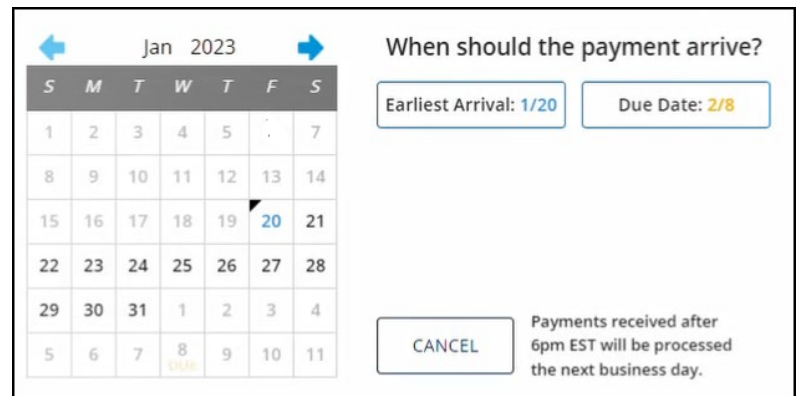 Jan 2023
S M T W T F S
1 2 3 4 5 7
8 9 10 11 12 13 14
15 16 17 18 19 20 21
22 23 24 25 26 27 28
29 30 31 1 2 3 4
5 6 7 8 9 10 11
DUE
When should the payment arrive?
Earliest Arrival: 1/20
Due Date: 2/8
CANCEL
Payments received after
6pm EST will be processed
the next business day.